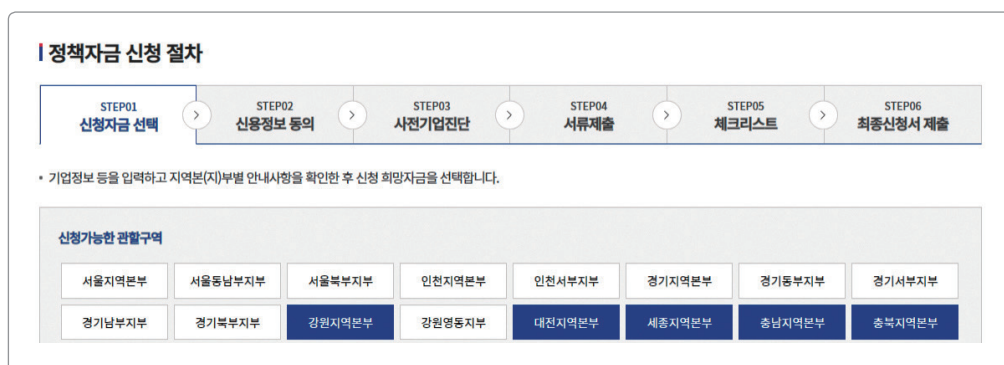 정책자금 신청 절차
STEP01 STEP02 STEP03 STEP04 STEP05 STEP06
신청자금 선택 > 신용정보 동의 > 사전기업진단 > 서류제출 > 체크리스트 > 최종신청서 제출
• 기업정보 등을 입력하고 지역본(지)부별 안내사항을 확인한 후 신청 희망자금을 선택합니다.
신청가능한 관할구역
서울지역본부 서울동남부지부 서울북부지부 인천지역본부 인천서부지부 경기지역본부 경기동부지부 경기서부지부
경기남부지부 경기북부지부 강원지역본부 강원영동지부 대전지역본부 세종지역본부 충남지역본부 충북지역본부